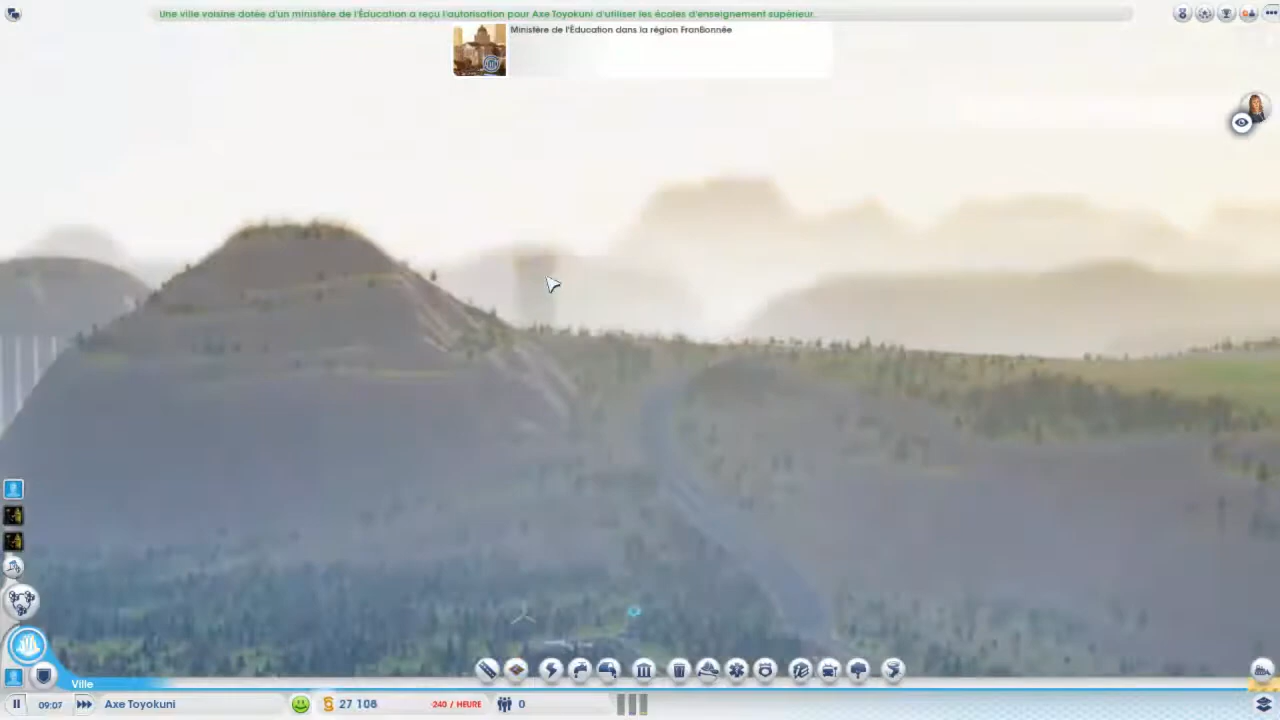 Une ville voisine dotée d'un ministère de l'Éducation a reçu l'autorisation pour Axe Toyokuni d'utiliser les écoles d'enseignement supérieur.
Ministère de l'Éducation dans la région FranBonnée
Ville
09:07
Axe Toyokuni
27 108
-240 / HEURE
0